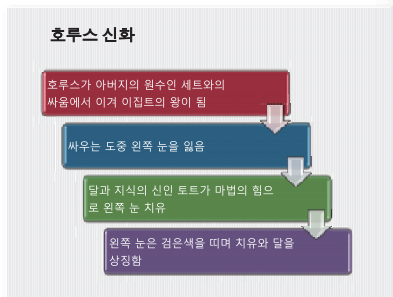 호루스 신화
호루스가 아버지의 원수인 세트와의
싸움에서 이겨 이집트의 왕이 됨
싸우는 도중 왼쪽 눈을 잃음
달과 지식의 신인 토트가 마법의 힘으
로 왼쪽 눈 치유
왼쪽 눈은 검은색을 띠며 치유와 달을
상징함